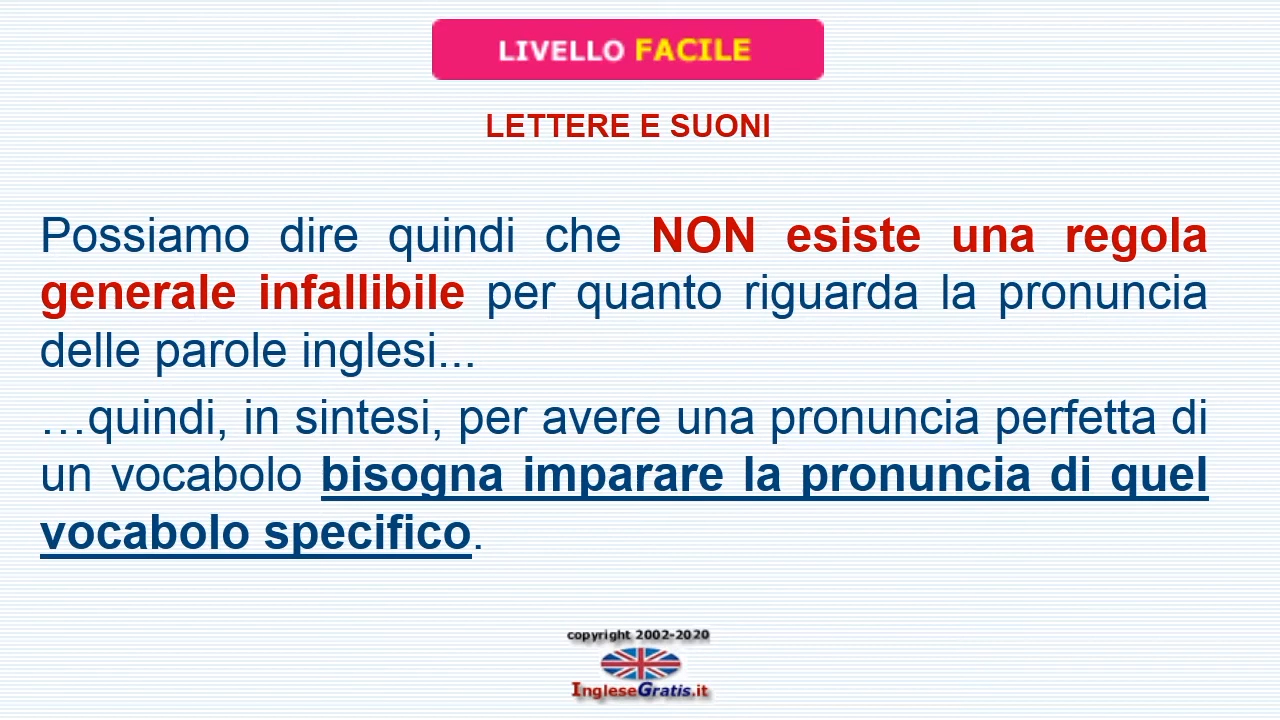 LIVELLO FACILE
LETTERE E SUONI
Possiamo dire quindi che NON esiste una regola
generale infallibile per quanto riguarda la pronuncia
delle parole inglesi...
…quindi, in sintesi, per avere una pronuncia perfetta di
un vocabolo bisogna imparare la pronuncia di quel
vocabolo specifico.
copyright 2002-2020
IngleseGratis.it